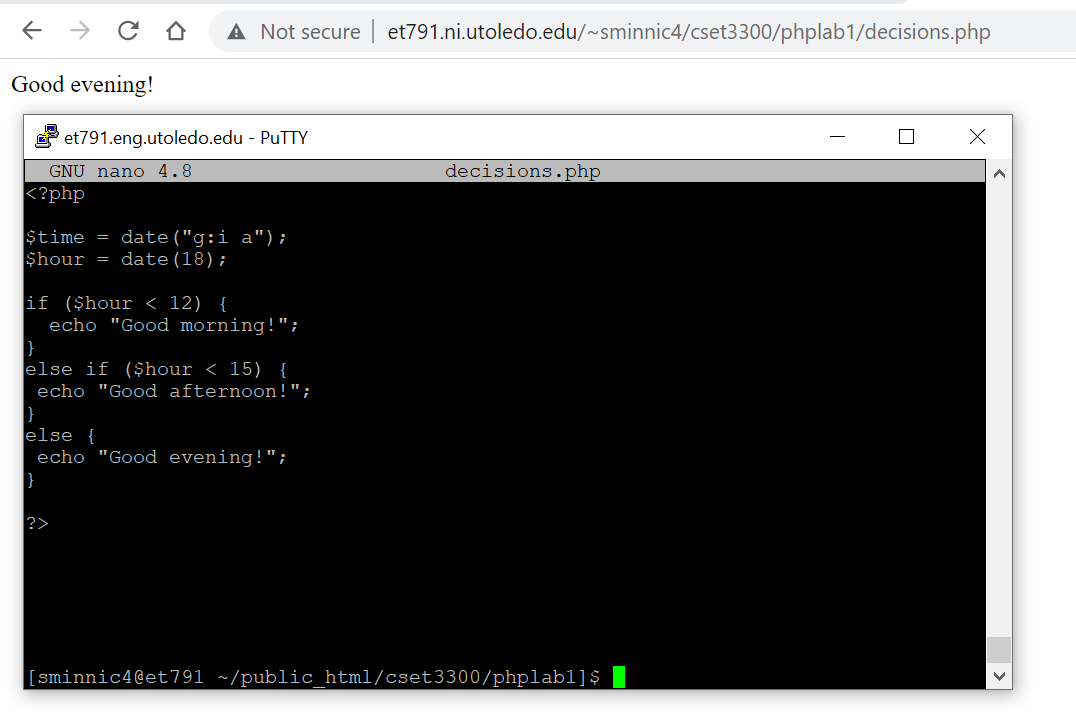 Not secure | et791.ni.utoledo.edu/~sminnic4/cset3300/phplab1/decisions.php
Good evening!
et791.eng.utoledo.edu - PuTTY
GNU nano 4.8 decisions.php
<?php
$time = date("g:i a");
$hour = date(18);
if ($hour < 12) {
echo "Good morning!";
}
else if ($hour < 15) {
echo "Good afternoon!";
}
else {
echo "Good evening!";
}
?>
[sminnic4@et791 ~/public_html/cset3300/phplab1]$